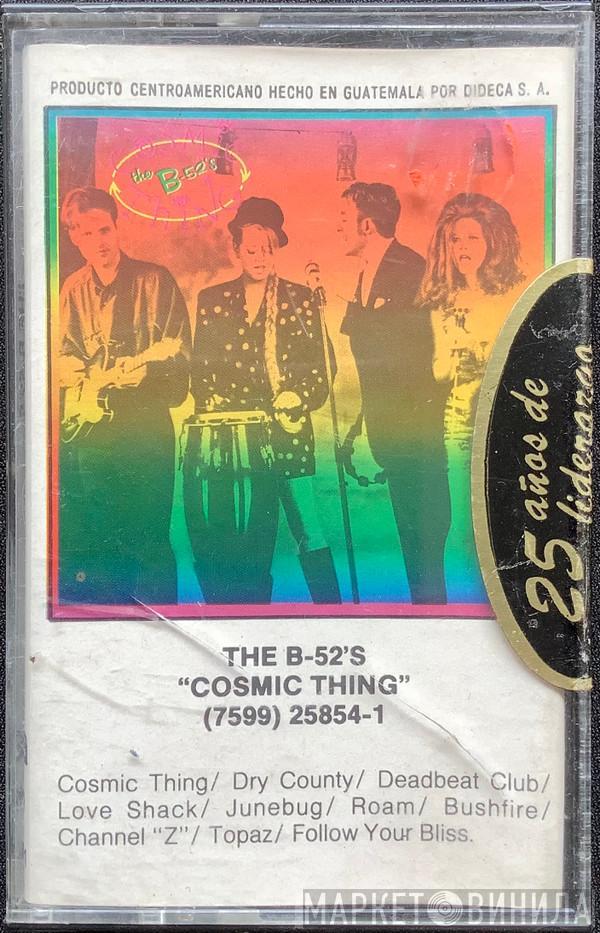 PRODUCTO CENTROAMERICANO HECHO EN GUATEMALA POR DIDECA S. A.
COSMIC
the B-52's
THING
25 años de
liderazgo
THE B-52'S
"COSMIC THING"
(7599) 25854-1
Cosmic Thing/ Dry County/ Deadbeat Club/
Love Shack/ Junebug/ Roam/ Bushfire/
Channel "Z"/ Topaz/ Follow Your Bliss.
МАРКЕТ ВИНИЛА